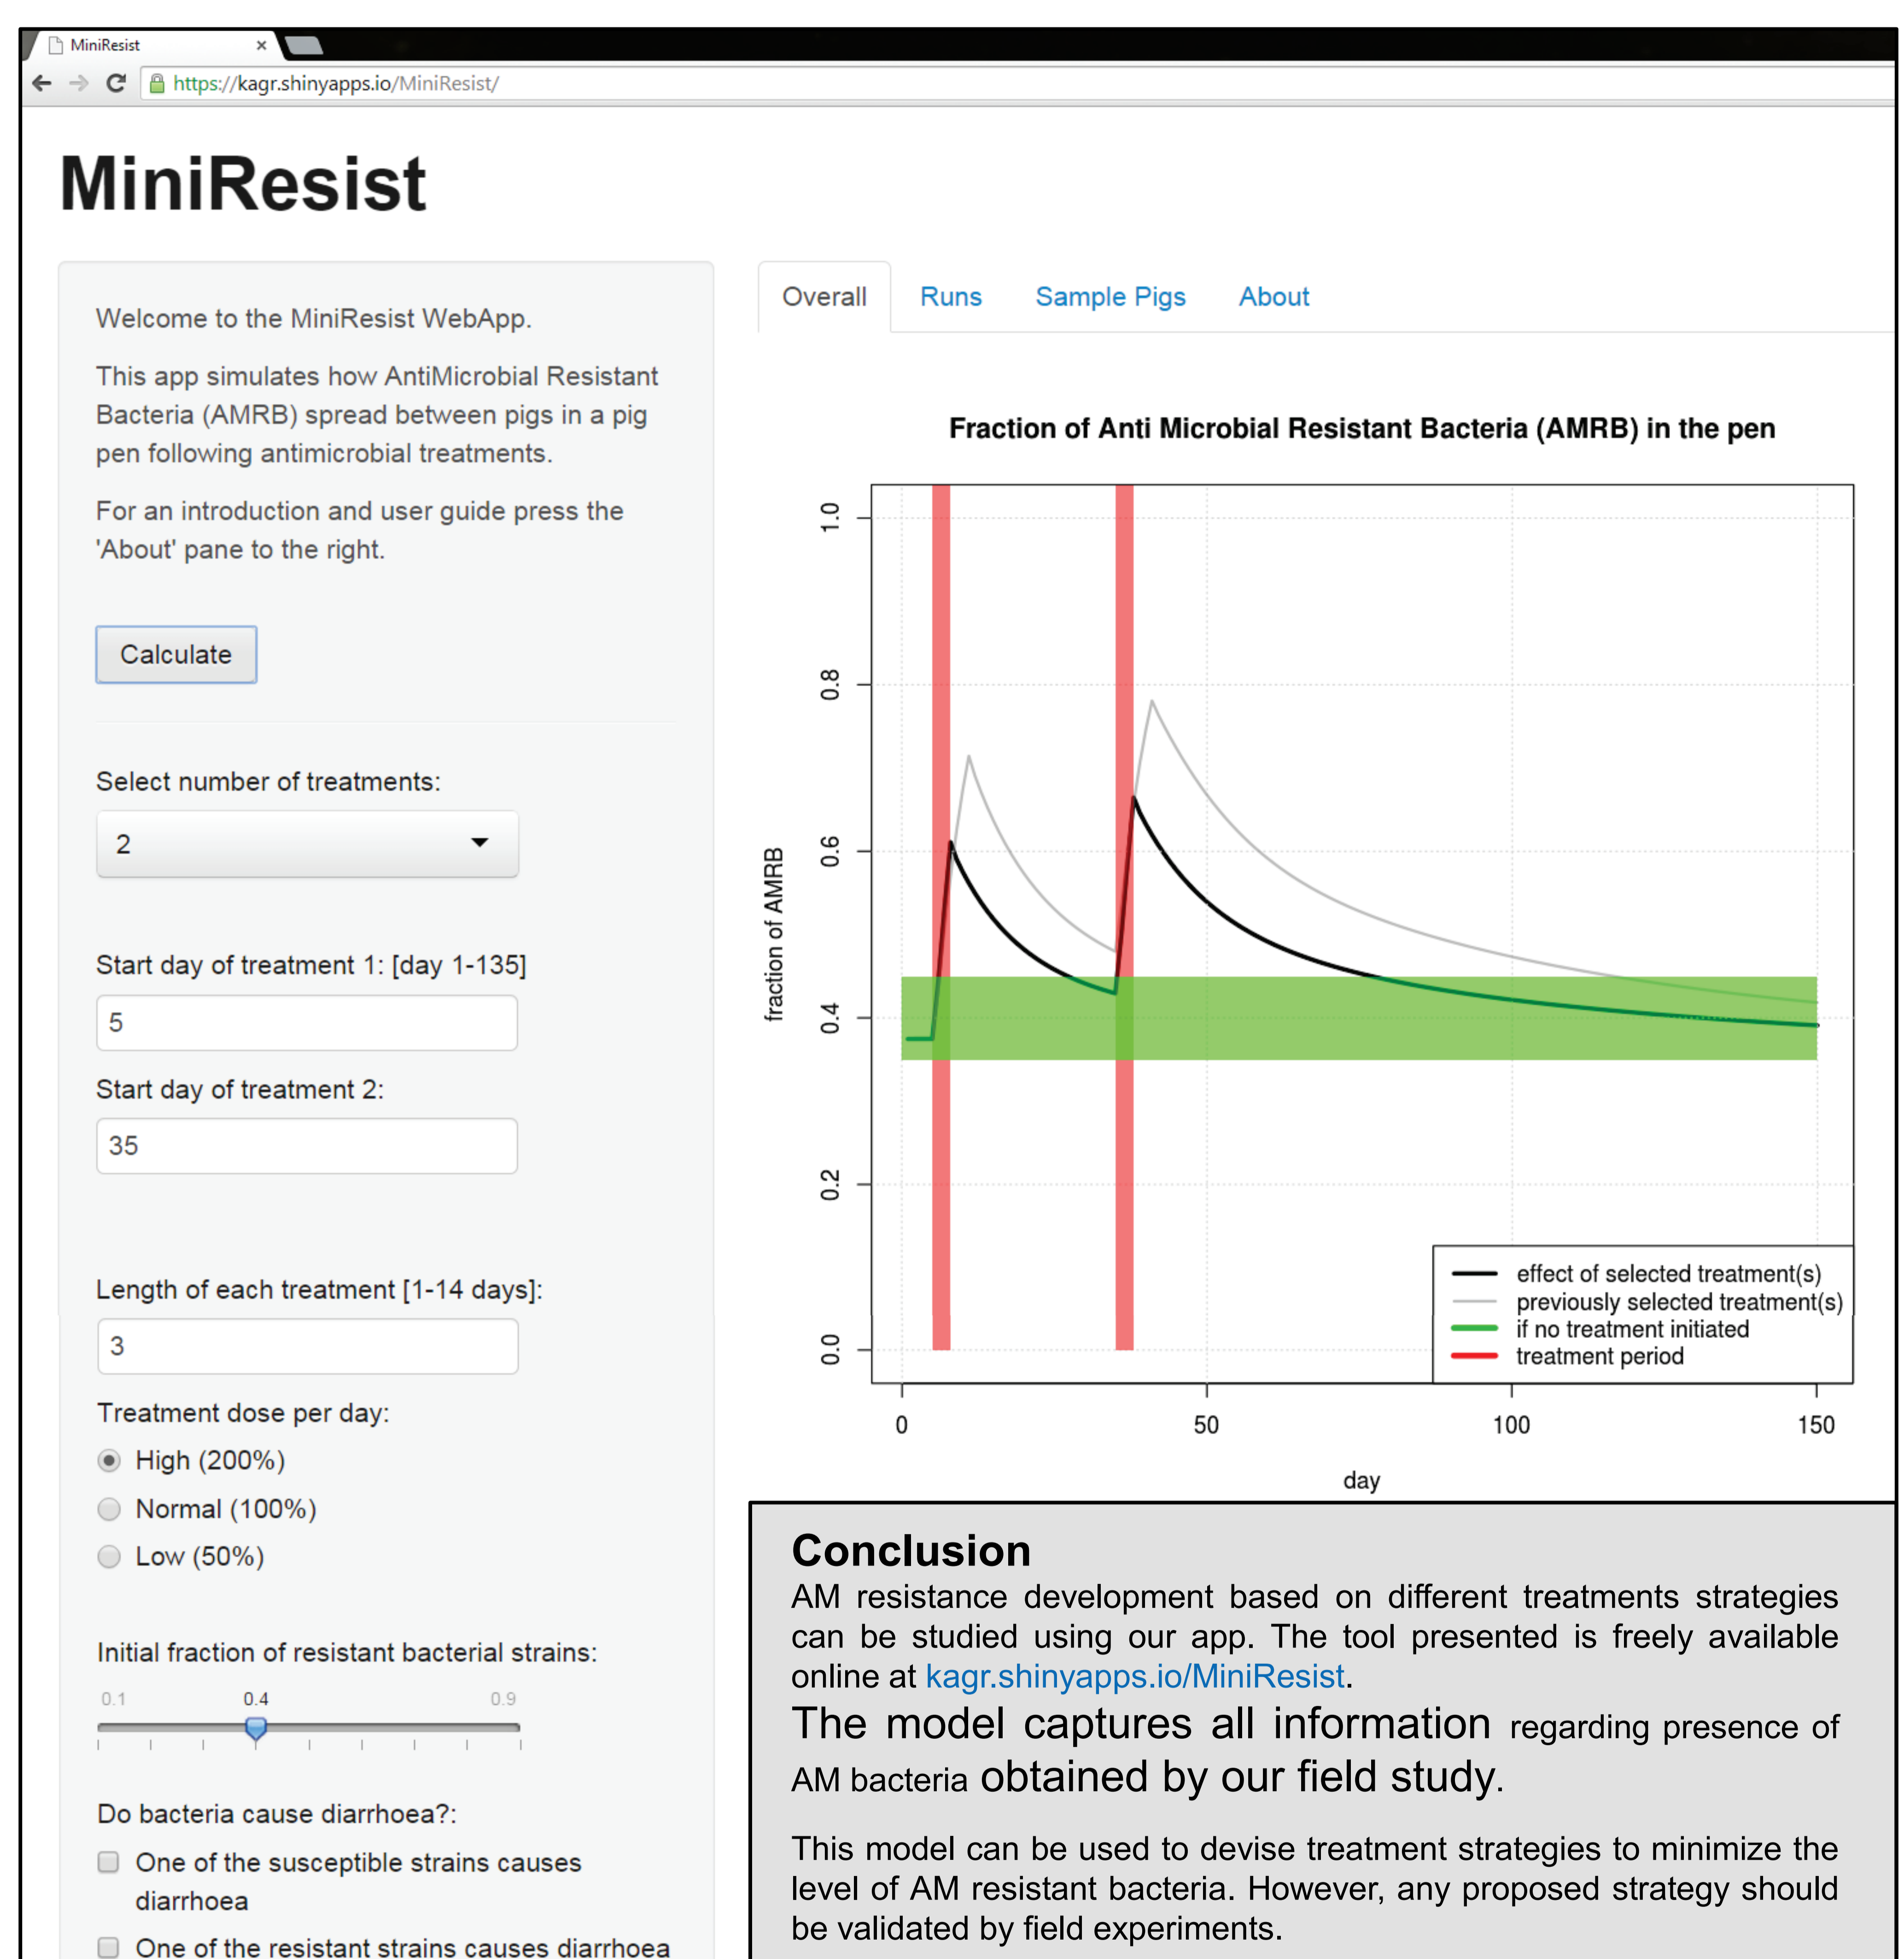 MiniResist
https://kagr.shinyapps.io/MiniResist/
MiniResist
Welcome to the MiniResist WebApp.
This app simulates how AntiMicrobial Resistant
Bacteria (AMRB) spread between pigs in a pig
pen following antimicrobial treatments.
For an introduction and user guide press the
'About' pane to the right.
Calculate
Select number of treatments:
2
Start day of treatment 1: [day 1-135]
5
Start day of treatment 2:
35
Length of each treatment [1-14 days]:
3
Treatment dose per day:
High (200%)
Normal (100%)
Low (50%)
Initial fraction of resistant bacterial strains:
0.1 0.4 0.9
Do bacteria cause diarrhoea?:
One of the susceptible strains causes
diarrhoea
One of the resistant strains causes diarrhoea
Overall Runs Sample Pigs About
Fraction of Anti Microbial Resistant Bacteria (AMRB) in the pen
fraction of AMRB
1.0
0.8
0.6
0.4
0.2
0.0
effect of selected treatment(s)
previously selected treatment(s)
if no treatment initiated
treatment period
0 50 100 150
day
Conclusion
AM resistance development based on different treatments strategies
can be studied using our app. The tool presented is freely available
online at kagr.shinyapps.io/MiniResist.
The model captures all information regarding presence of
AM bacteria obtained by our field study.
This model can be used to devise treatment strategies to minimize the
level of AM resistant bacteria. However, any proposed strategy should
be validated by field experiments.